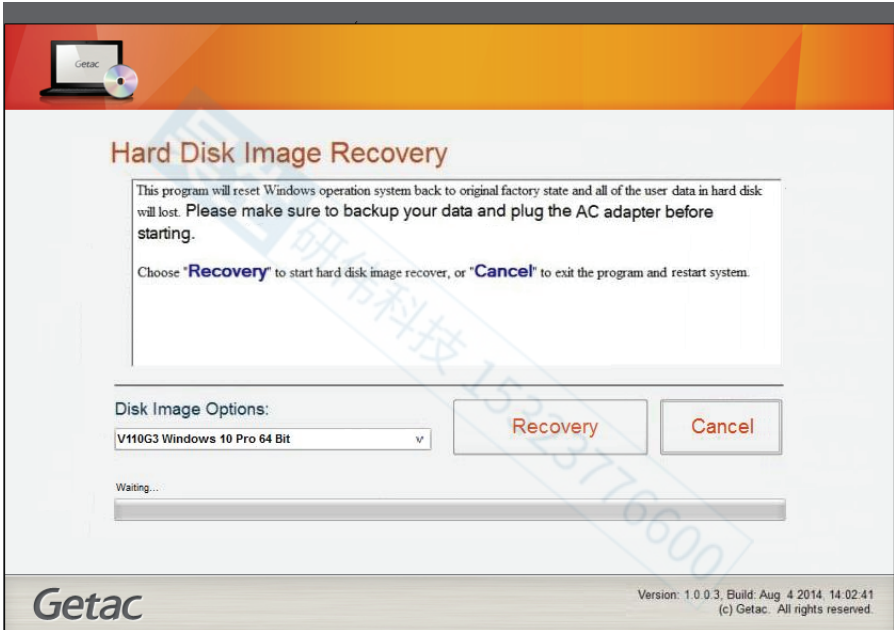 Getac
Hard Disk Image Recovery
This program will reset Windows operation system back to original factory state and all of the user data in hard disk
will lost. Please make sure to backup your data and plug the AC adapter before
starting.
Choose "Recovery" to start hard disk image recover, or "Cancel" to exit the program and restart system.
Disk Image Options:
V110G3 Windows 10 Pro 64 Bit
Recovery
Cancel
Waiting...
研伟科技 15323776600
Getac
Version: 1.0.0.3, Build: Aug 4 2014, 14:02:41
(c) Getac. All rights reserved.